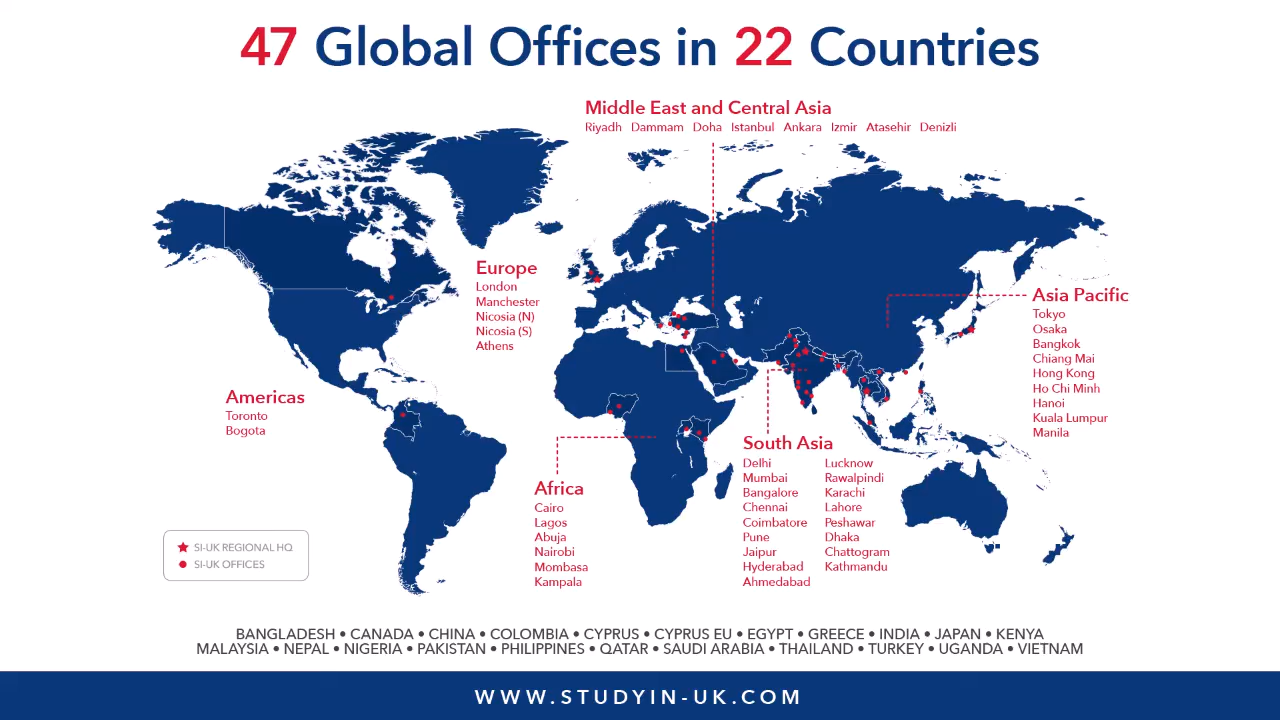 47 Global Offices in 22 Countries
Middle East and Central Asia
Riyadh Dammam Doha Istanbul Ankara Izmir Atasehir Denizli
Europe
London
Manchester
Nicosia (N)
Nicosia (S)
Athens
Asia Pacific
Tokyo
Osaka
Bangkok
Chiang Mai
Hong Kong
Ho Chi Minh
Hanoi
Kuala Lumpur
Manila
Americas
Toronto
Bogota
South Asia
Delhi
Mumbai
Bangalore
Chennai
Coimbatore
Pune
Jaipur
Hyderabad
Ahmedabad
Lucknow
Rawalpindi
Karachi
Lahore
Peshawar
Dhaka
Chattogram
Kathmandu
Africa
Cairo
Lagos
Abuja
Nairobi
Mombasa
Kampala
SI-UK REGIONAL HQ
SI-UK OFFICES
BANGLADESH • CANADA • CHINA • COLOMBIA • CYPRUS • CYPRUS EU • EGYPT • GREECE • INDIA • JAPAN • KENYA
MALAYSIA • NEPAL • NIGERIA • PAKISTAN • PHILIPPINES • QATAR • SAUDI ARABIA • THAILAND • TURKEY • UGANDA • VIETNAM
WWW.STUDYIN-UK.COM